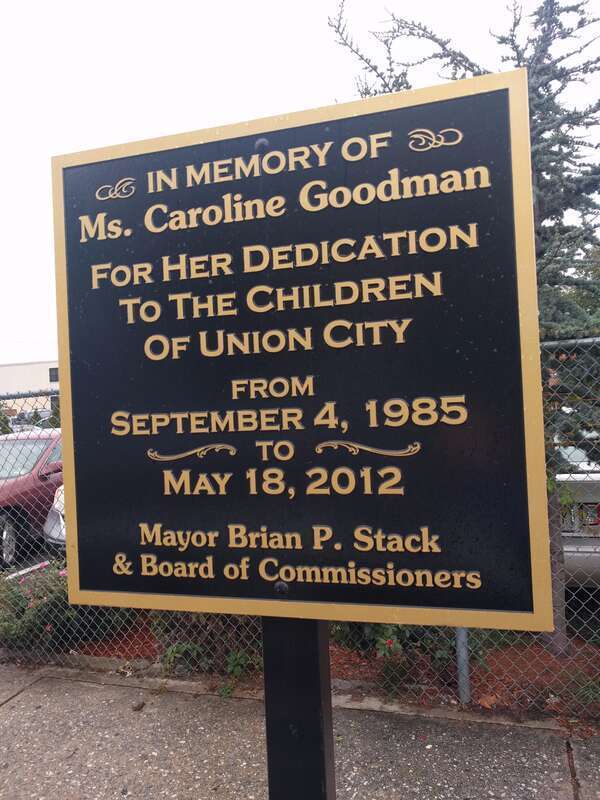 IN MEMORY OF
Ms. Caroline Goodman
FOR HER DEDICATION
TO THE CHILDREN
OF UNION CITY
FROM
SEPTEMBER 4, 1985
TO
MAY 18, 2012
Mayor Brian P. Stack
& Board of Commissioners